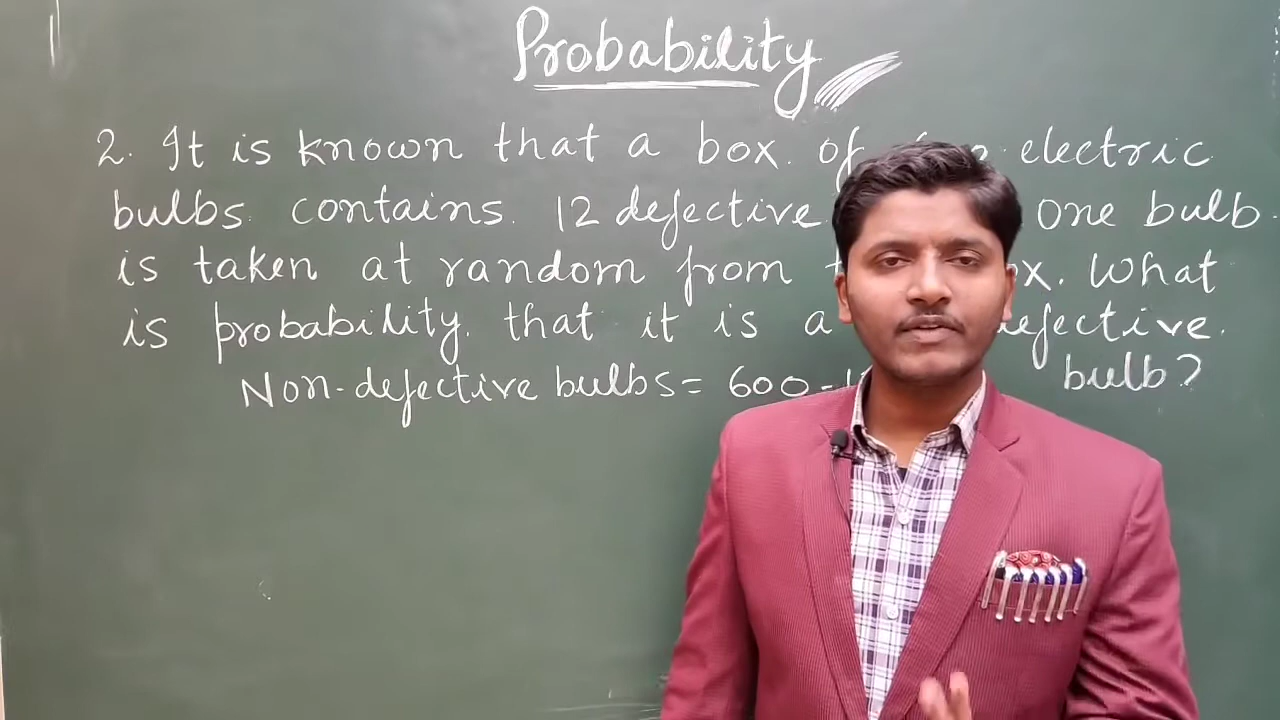 Probability
2. It is known that a box. of electric
bulbs. contains. 12 defective. One bulb.
is taken at random from What
is probability. that it is a defective.
Non-defective bulbs = 600 - bulb?